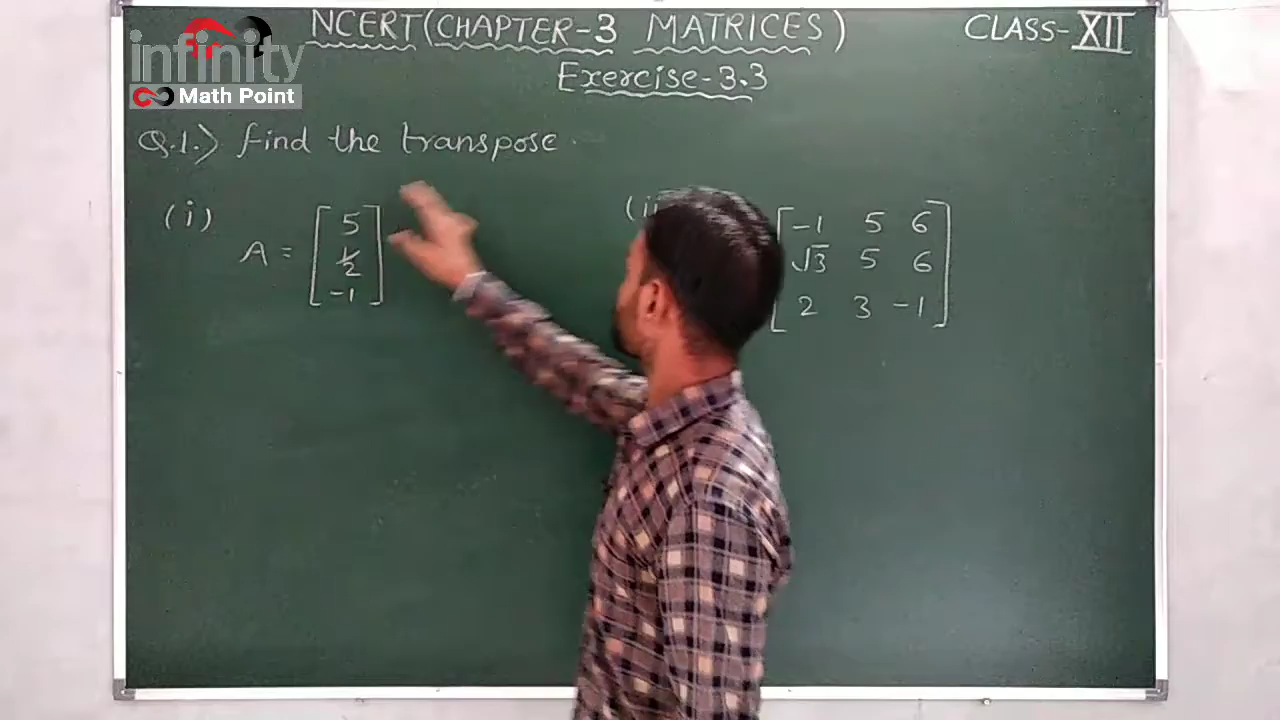 NCERT (CHAPTER-3 MATRICES)
CLASS-XII
infinity
Math Point
Exercise-3.3
Q.1.) find the transpose
(i)
A = [5
1/2
-1]
(ii
[-1 5 6
√3 5 6
2 3 -1]